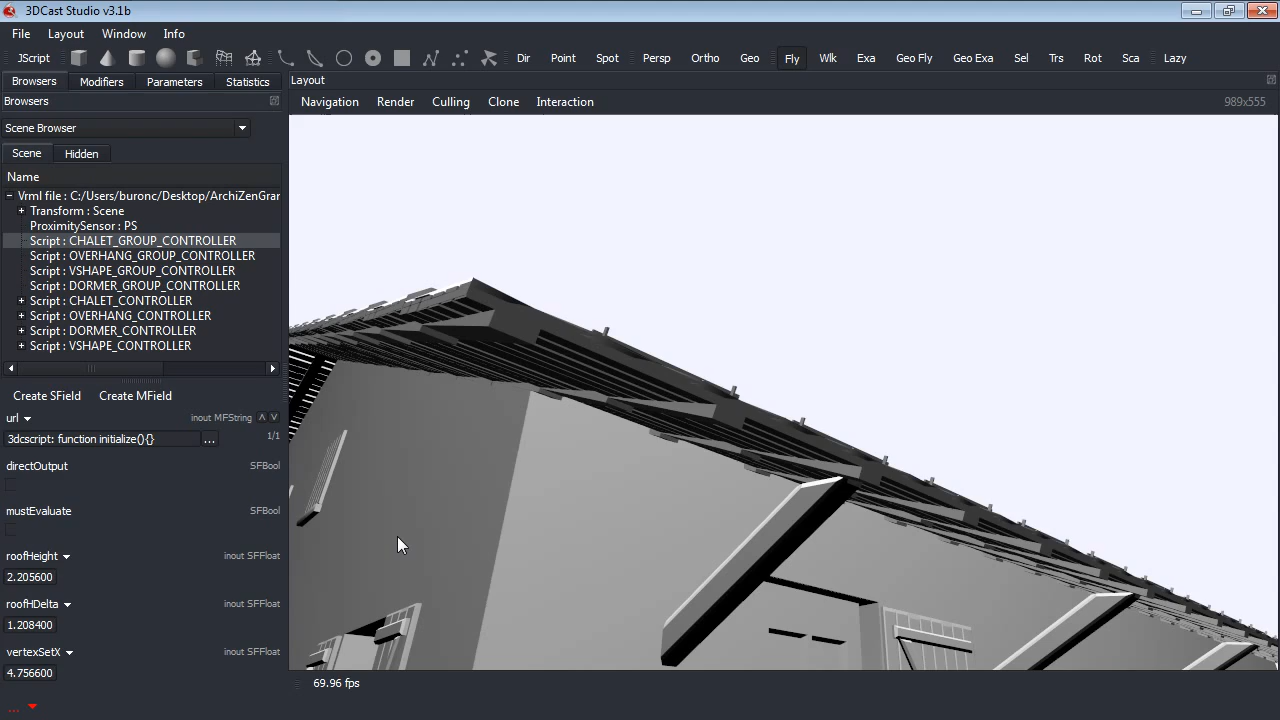 3DCast Studio v3.1b
File Layout Window Info
JScript Dir Point Spot Persp Ortho Geo Fly Wlk Exa Geo Fly Geo Exa Sel Trs Rot Sca Lazy
Browsers Modifiers Parameters Statistics
Layout
Browsers
Navigation Render Culling Clone Interaction 989x555
Scene Browser
Scene Hidden
Name
Vrml file : C:/Users/buronc/Desktop/ArchiZenGrar
Transform : Scene
ProximitySensor : PS
Script : CHALET_GROUP_CONTROLLER
Script : OVERHANG_GROUP_CONTROLLER
Script : VSHAPE_GROUP_CONTROLLER
Script : DORMER_GROUP_CONTROLLER
Script : CHALET_CONTROLLER
Script : OVERHANG_CONTROLLER
Script : DORMER_CONTROLLER
Script : VSHAPE_CONTROLLER
Create SField Create MField
url inout MFString
3dcscript: function initialize(){} ... 1/1
directOutput SFBool
mustEvaluate SFBool
roofHeight inout SFFloat
2.205600
roofHDelta inout SFFloat
1.208400
vertexSetX inout SFFloat
4.756600
69.96 fps
...